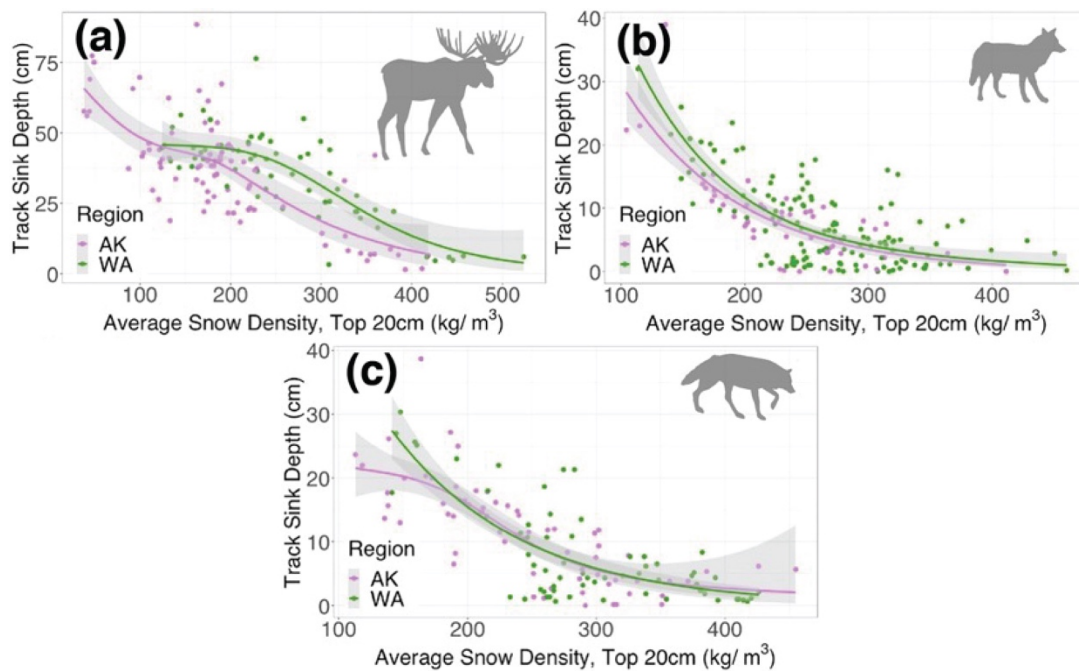 (a)
75
50
25
0
Track Sink Depth (cm)
Region
AK
WA
100 200 300 400 500
Average Snow Density, Top 20cm (kg/ m³)
(b)
40
30
20
10
0
Track Sink Depth (cm)
Region
AK
WA
100 200 300 400
Average Snow Density, Top 20cm (kg/ m³)
(c)
40
30
20
10
0
Track Sink Depth (cm)
Region
AK
WA
100 200 300 400
Average Snow Density, Top 20cm (kg/ m³)